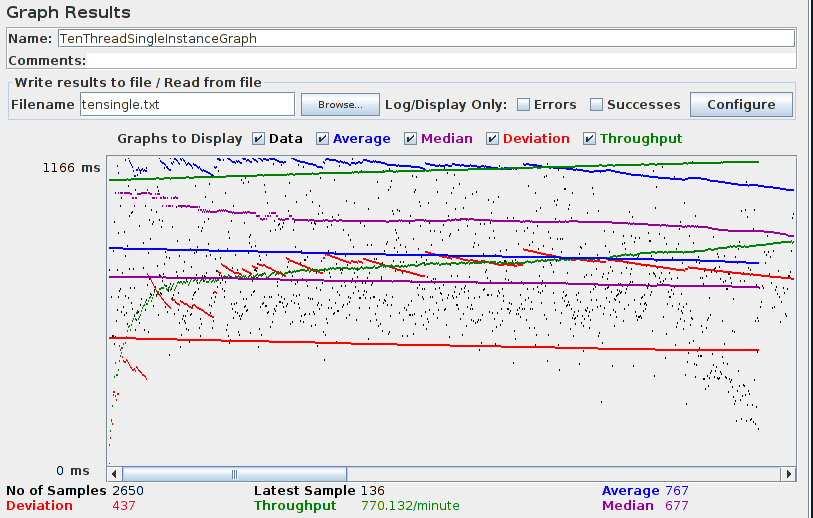 Graph Results
Name: TenThreadSingleInstanceGraph
Comments:
Write results to file / Read from file
Filename tensingle.txt Browse... Log/Display Only: Errors Successes Configure
Graphs to Display Data Average Median Deviation Throughput
1166 ms
0 ms
No of Samples 2650 Latest Sample 136 Average 767
Deviation 437 Throughput 770.132/minute Median 677